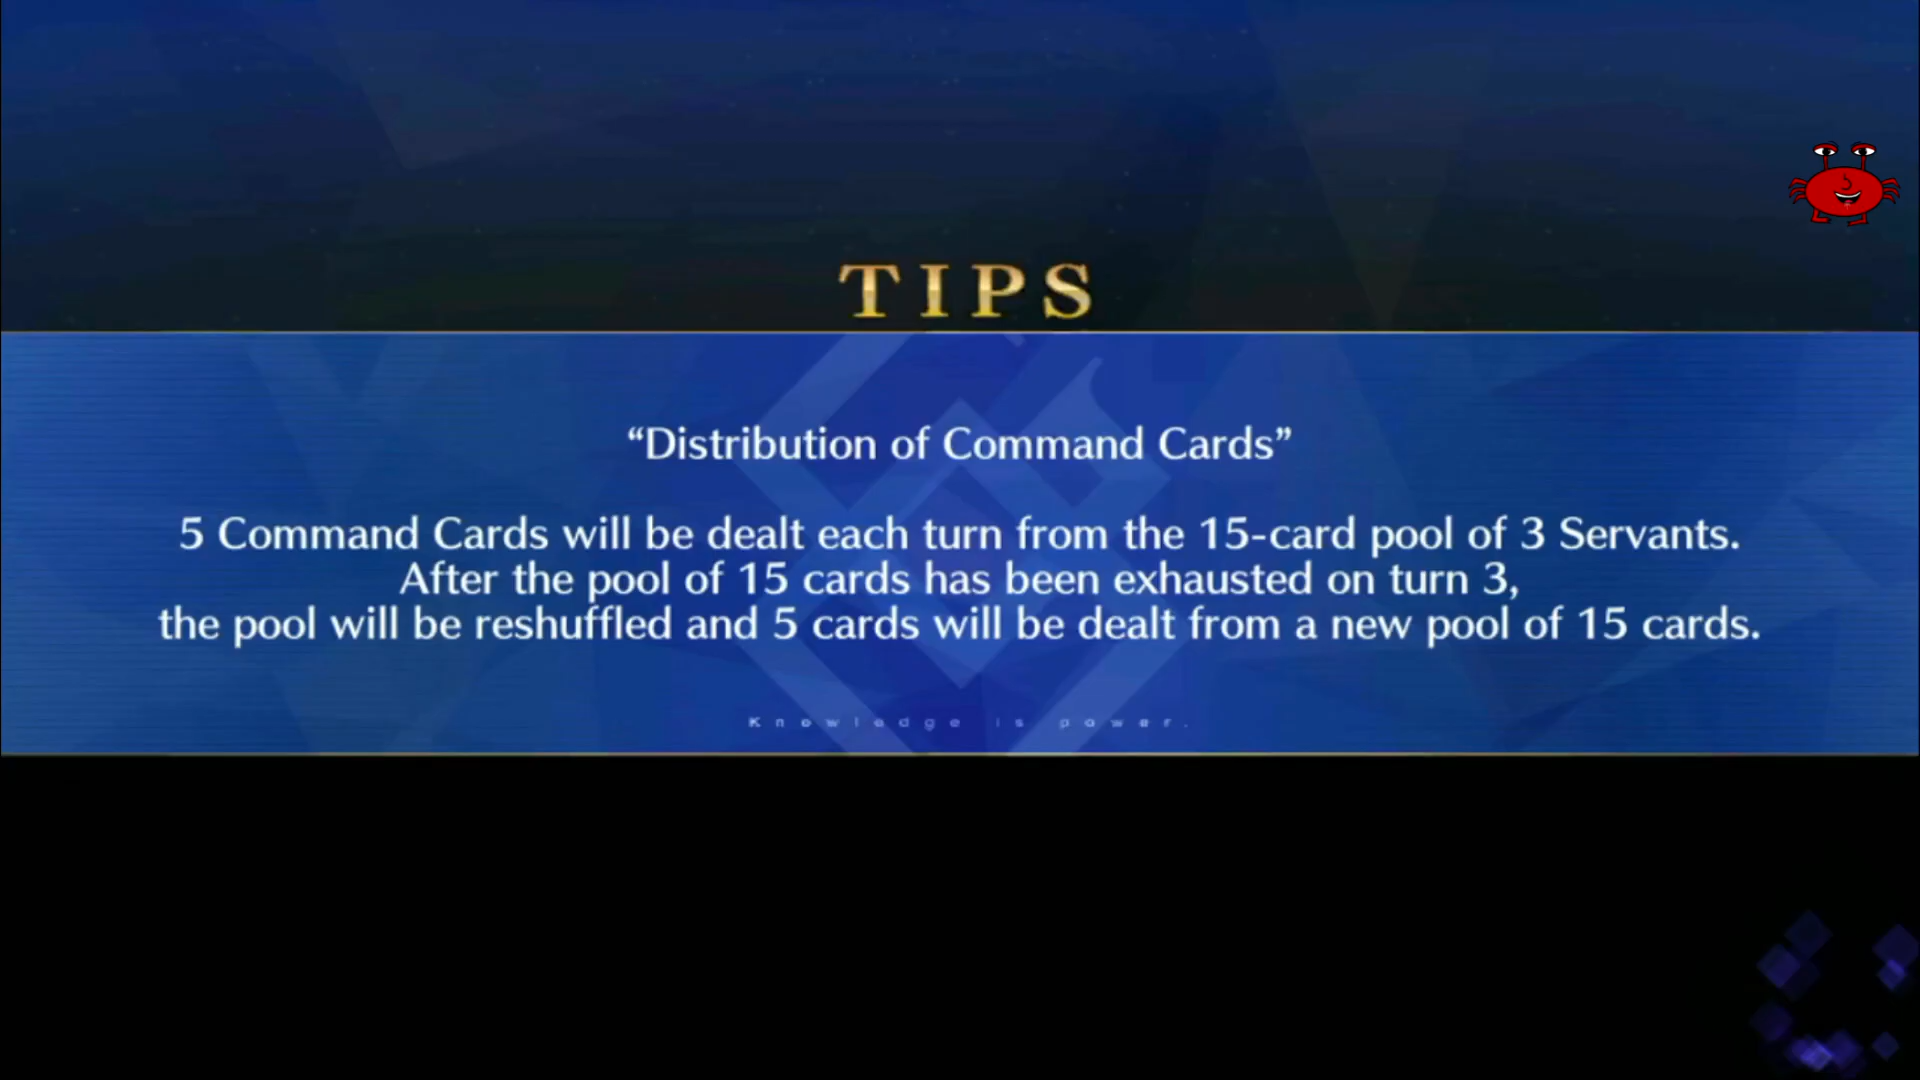 TIPS
“Distribution of Command Cards”
5 Command Cards will be dealt each turn from the 15-card pool of 3 Servants.
After the pool of 15 cards has been exhausted on turn 3,
the pool will be reshuffled and 5 cards will be dealt from a new pool of 15 cards.
Knowledge is power.